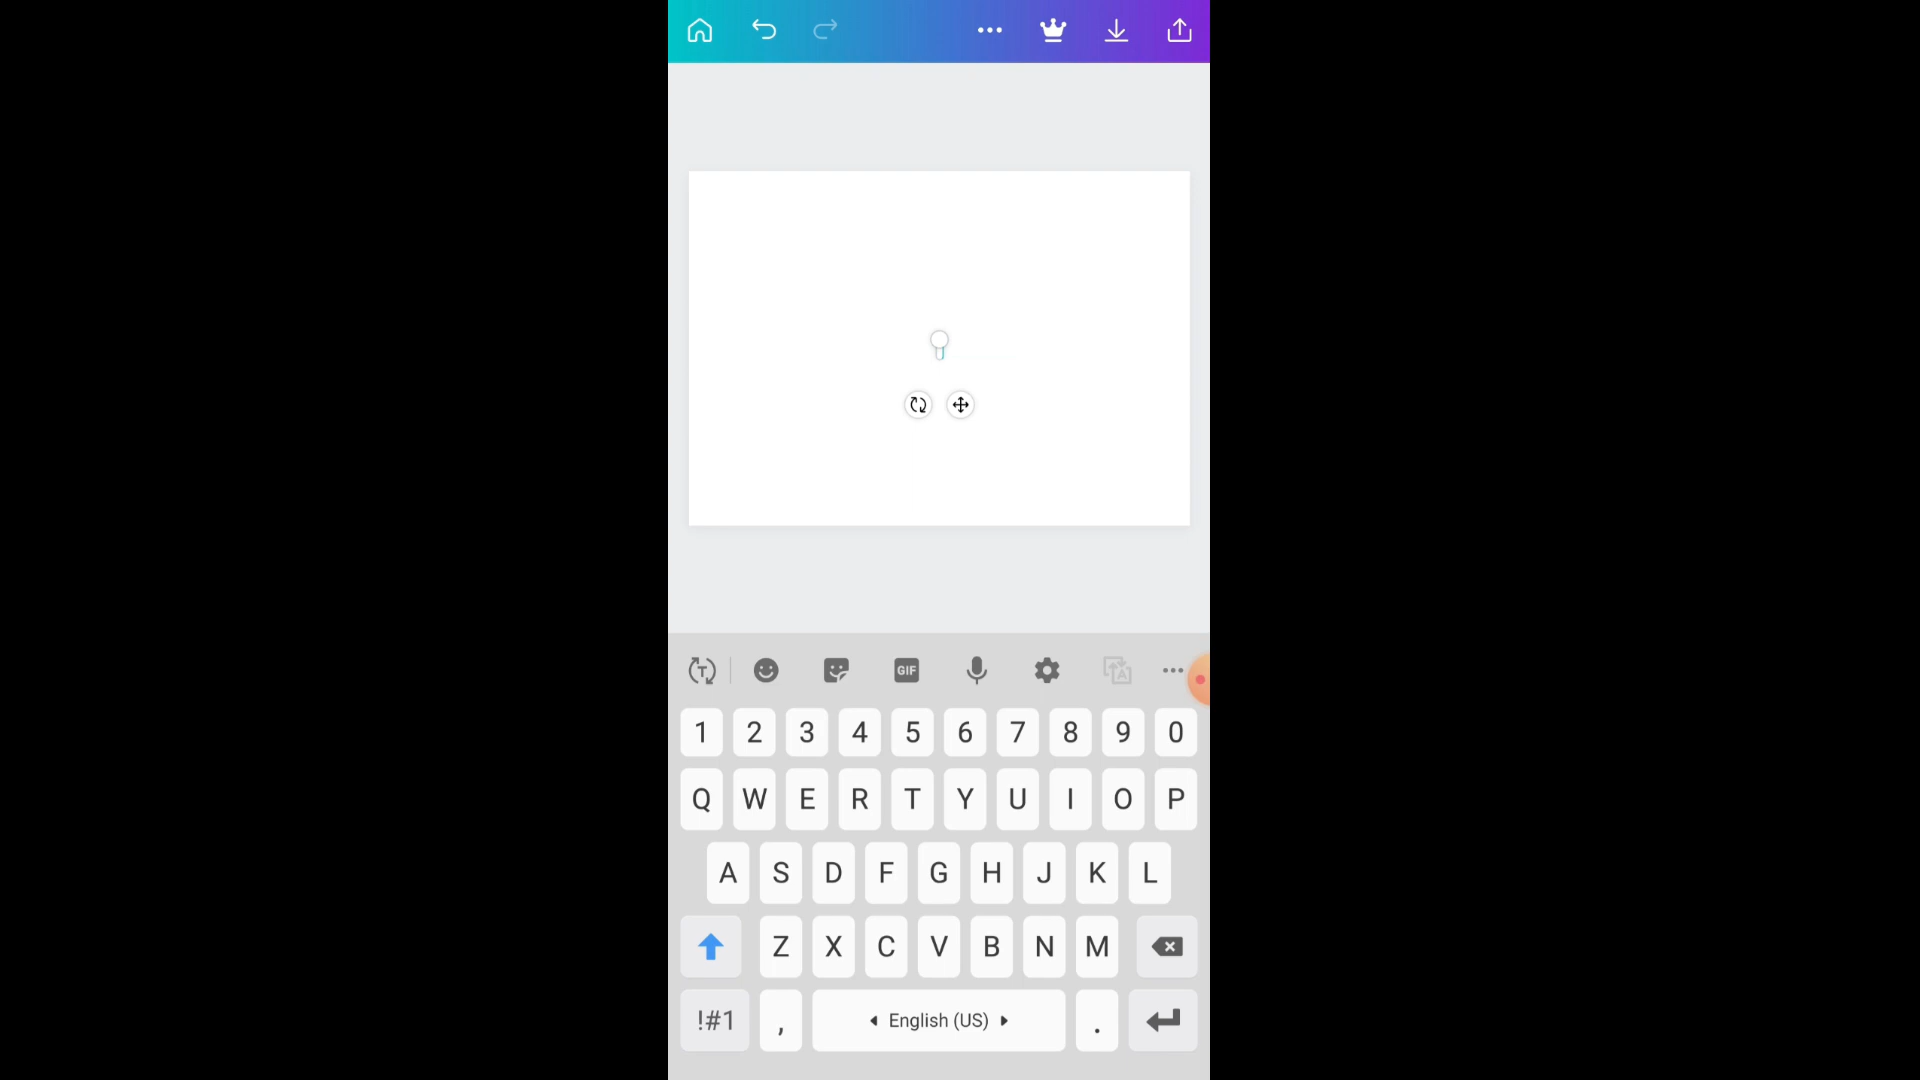 GIF
1 2 3 4 5 6 7 8 9 0
Q W E R T Y U I O P
A S D F G H J K L
Z X C V B N M
!#1 , English (US) .